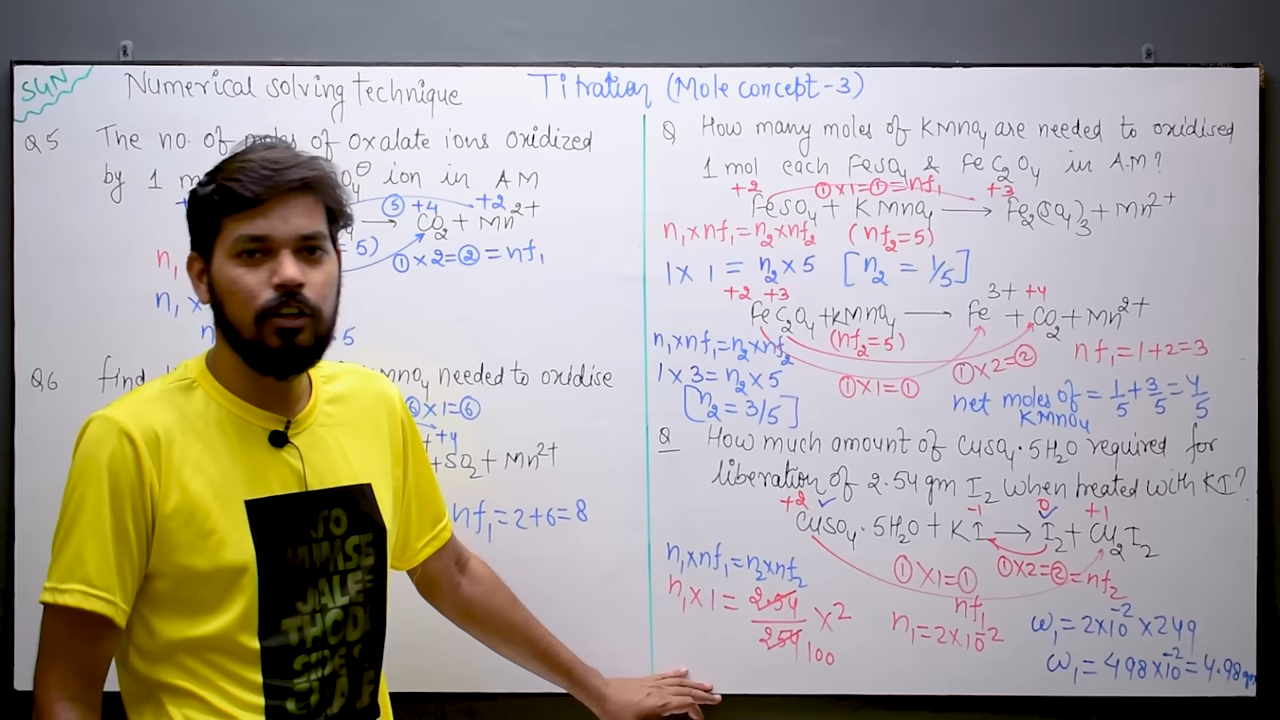 SGN
Numerical solving technique Titration (Mole concept-3)
Q5 The no. of moles of oxalate ions oxidized
by 1 ion in AM
⑤ +4 +2
→ CO2 + Mn2+
5) ①×2=②=nf1
n1
n1 ×
n 5
Q6 find mno4 needed to oxidise
⑥×1=⑥
+4
+SO2+Mn2+
nf1=2+6=8
Q How many moles of KMnO4 are needed to oxidised
1 mol each FeSO4 & FeC2O4 in A.M?
+2 ①×1=①=nf1 +3
FeSO4 + KMnO4 → Fe2(SO4)3 + Mn2+
n1×nf1=n2×nf2 (nf2=5)
1×1 = n2×5 [n2 = 1/5]
+2 +3 3+ +4
FeC2O4+KMnO4 → Fe + CO2+Mn2+
n1×nf1=n2×nf2 (nf2=5) ①×2=② nf1=1+2=3
1×3=n2×5 ①×1=①
[n2=3/5] net moles of KMnO4 = 1/5+3/5=4/5
Q How much amount of CuSO4·5H2O required for
liberation of 2.54gm I2 when treated with KI?
+2 -1 0 +1
CuSO4·5H2O + KI → I2+Cu2I2
n1×nf1=n2×nf2 ①×1=① nf1 ①×2=②=nf2
n1×1=2.54/254 ×2 100 n1=2×10-2 w1=2×10-2×249
w1=498×10-2=4.98gm